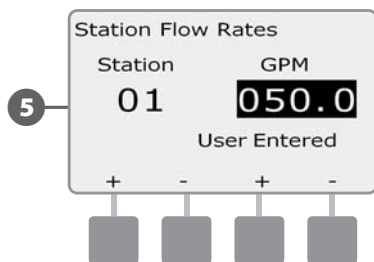 Station Flow Rates
Station GPM
5 01 050.0
User Entered
+ - + -